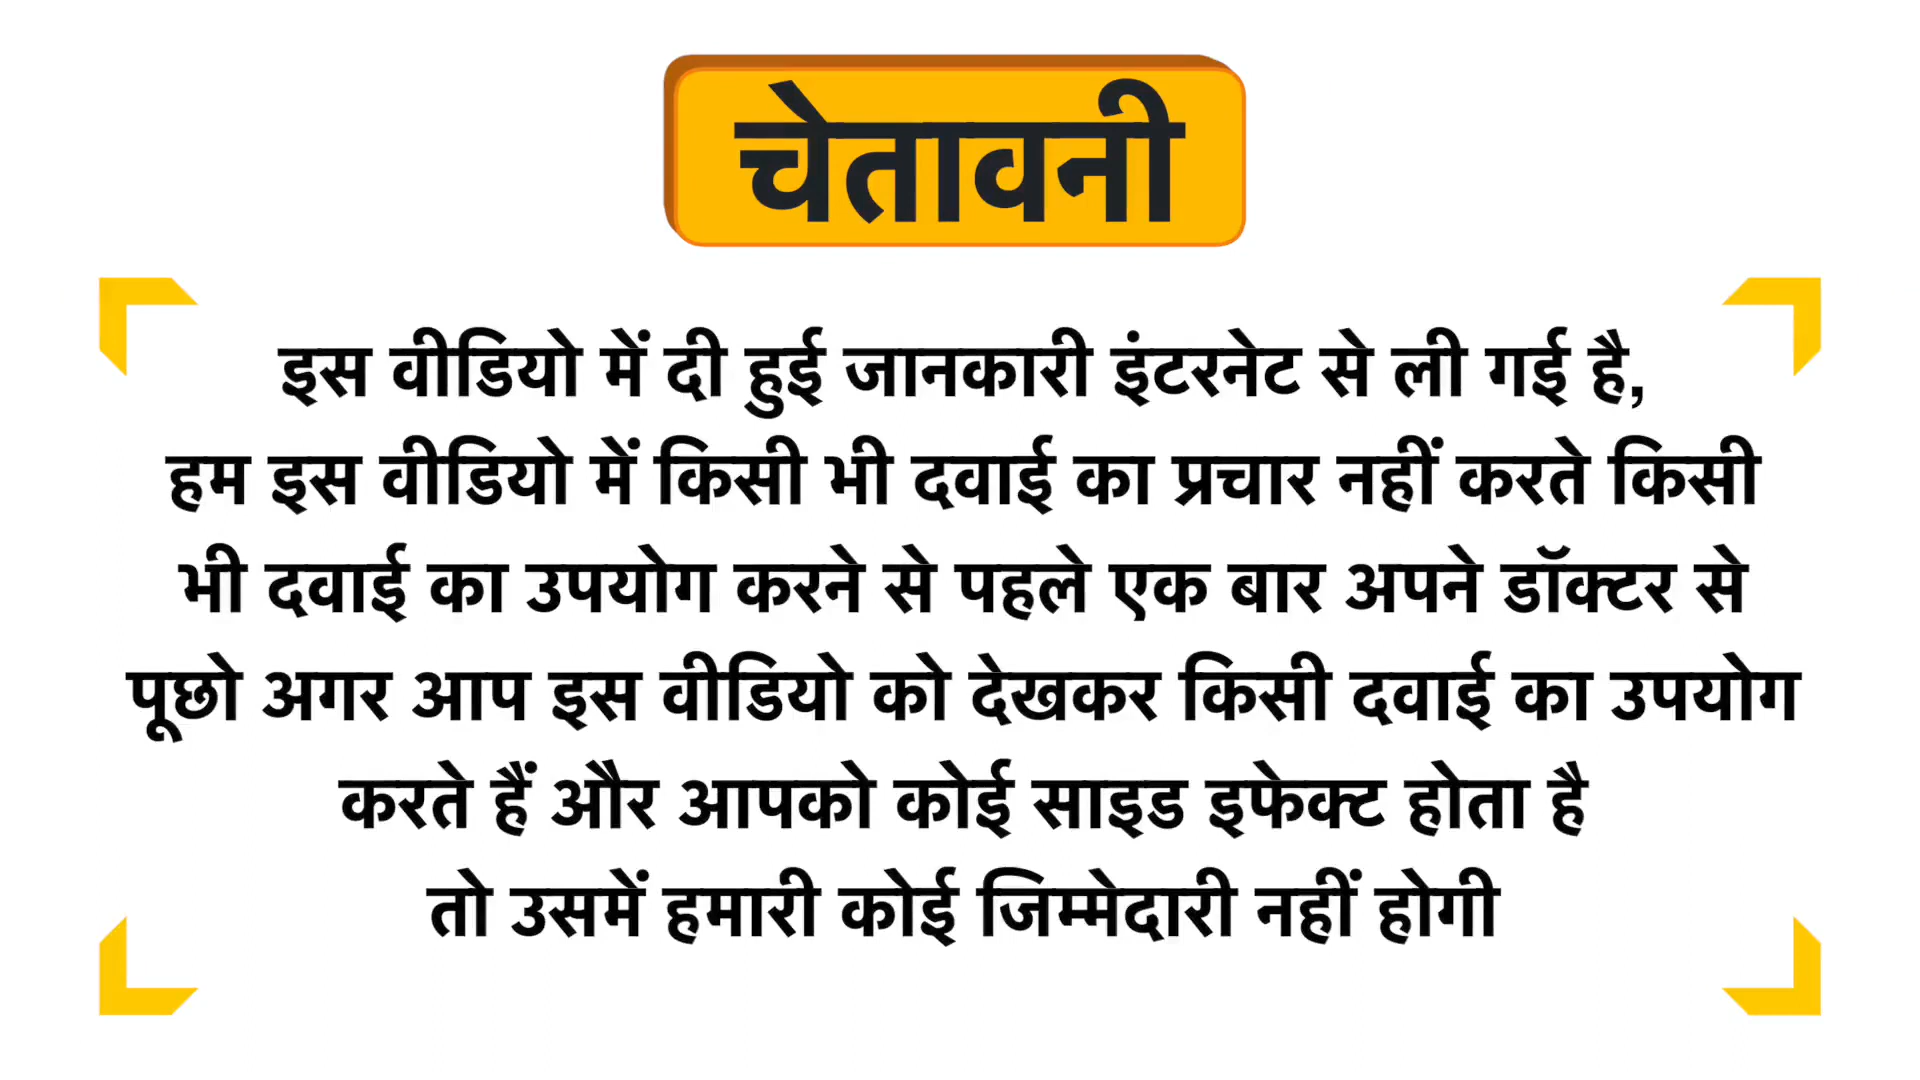 चेतावनी
इस वीडियो में दी हुई जानकारी इंटरनेट से ली गई है,
हम इस वीडियो में किसी भी दवाई का प्रचार नहीं करते किसी
भी दवाई का उपयोग करने से पहले एक बार अपने डॉक्टर से
पूछो अगर आप इस वीडियो को देखकर किसी दवाई का उपयोग
करते हैं और आपको कोई साइड इफेक्ट होता है
तो उसमें हमारी कोई जिम्मेदारी नहीं होगी